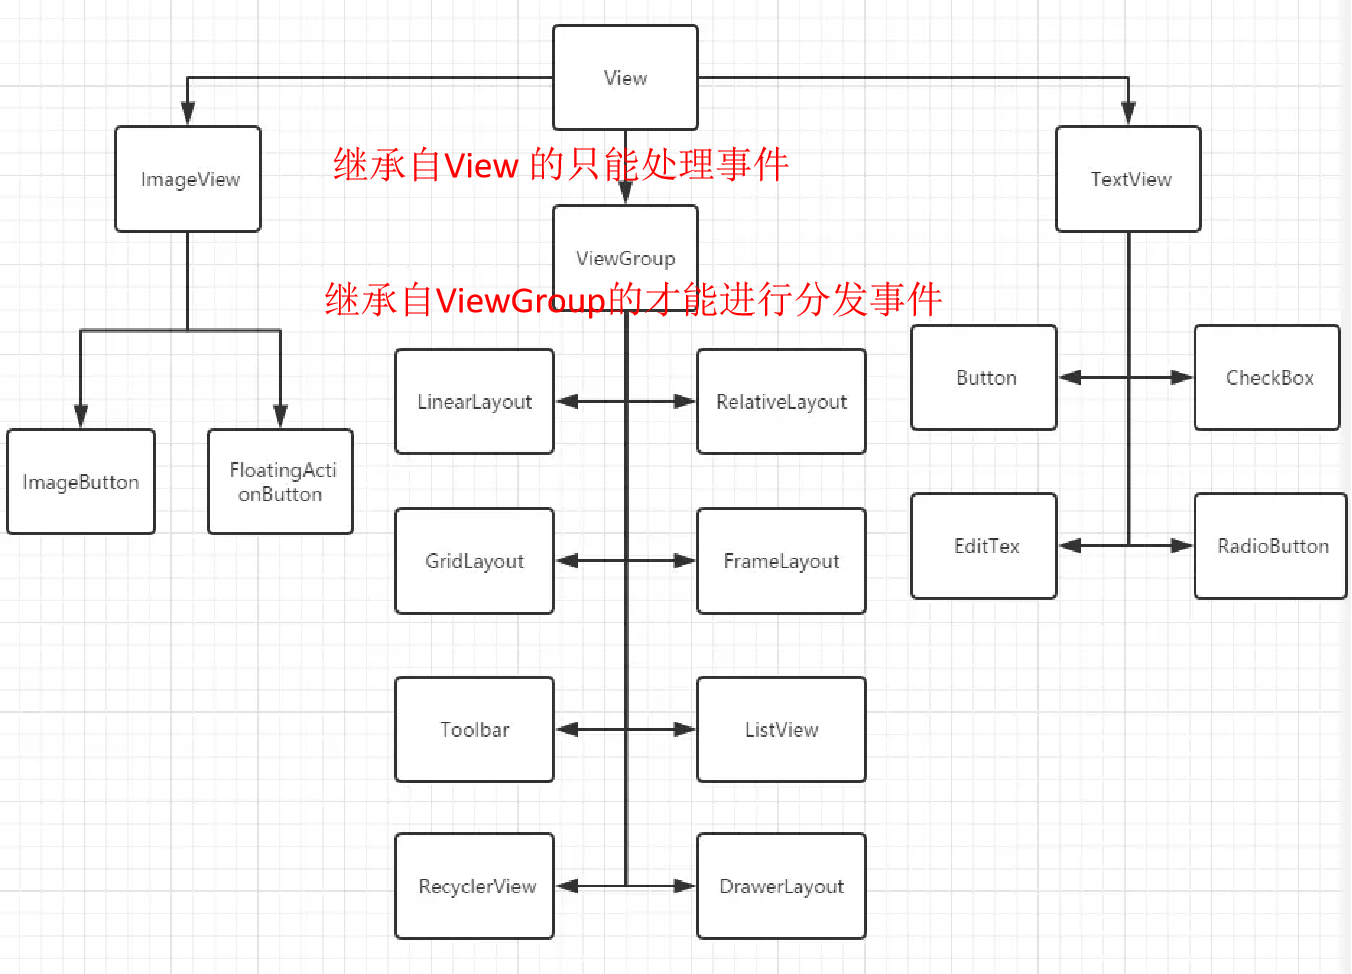 View
ImageView
继承自View 的只能处理事件
TextView
ViewGroup
继承自ViewGroup的才能进行分发事件
LinearLayout
RelativeLayout
Button
CheckBox
ImageButton
FloatingActi
onButton
GridLayout
FrameLayout
EditTex
RadioButton
Toolbar
ListView
RecyclerView
DrawerLayout